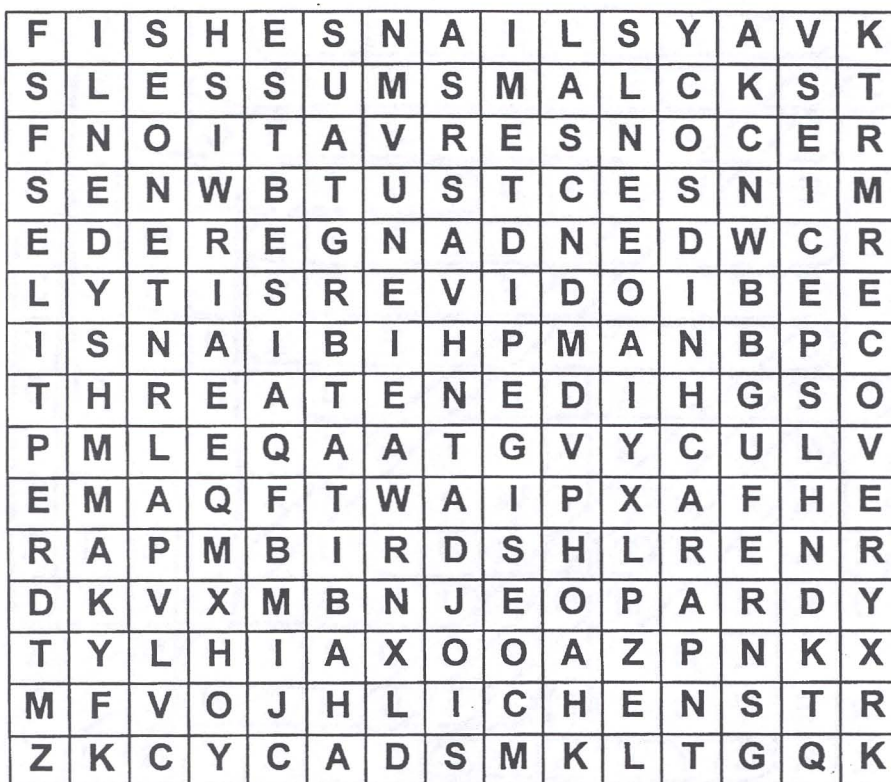 F I S H E S N A I L S Y A V K
S L E S S U M S M A L C K S T
F N O I T A V R E S N O C E R
S E N W B T U S T C E S N I M
E D E R E G N A D N E D W C R
L Y T I S R E V I D O I B E E
I S N A I B I H P M A N B P C
T H R E A T E N E D I H G S O
P M L E Q A A T G V Y C U L V
E M A Q F T W A I P X A F H E
R A P M B I R D S H L R E N R
D K V X M B N J E O P A R D Y
T Y L H I A X O O A Z P N K X
M F V O J H L I C H E N S T R
Z K C Y C A D S M K L T G Q K